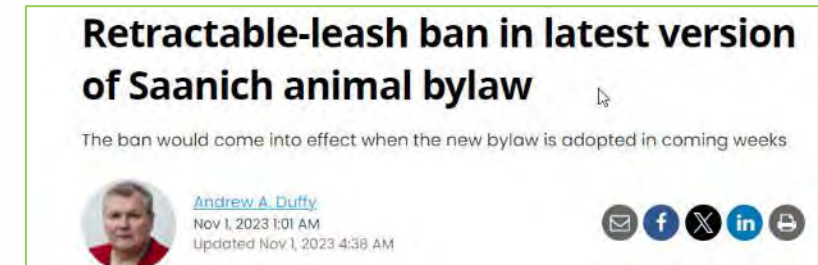 Retractable-leash ban in latest version
of Saanich animal bylaw
The ban would come into effect when the new bylaw is adopted in coming weeks
Andrew A. Duffy
Nov 1, 2023 1:01 AM
Updated Nov 1, 2023 4:38 AM